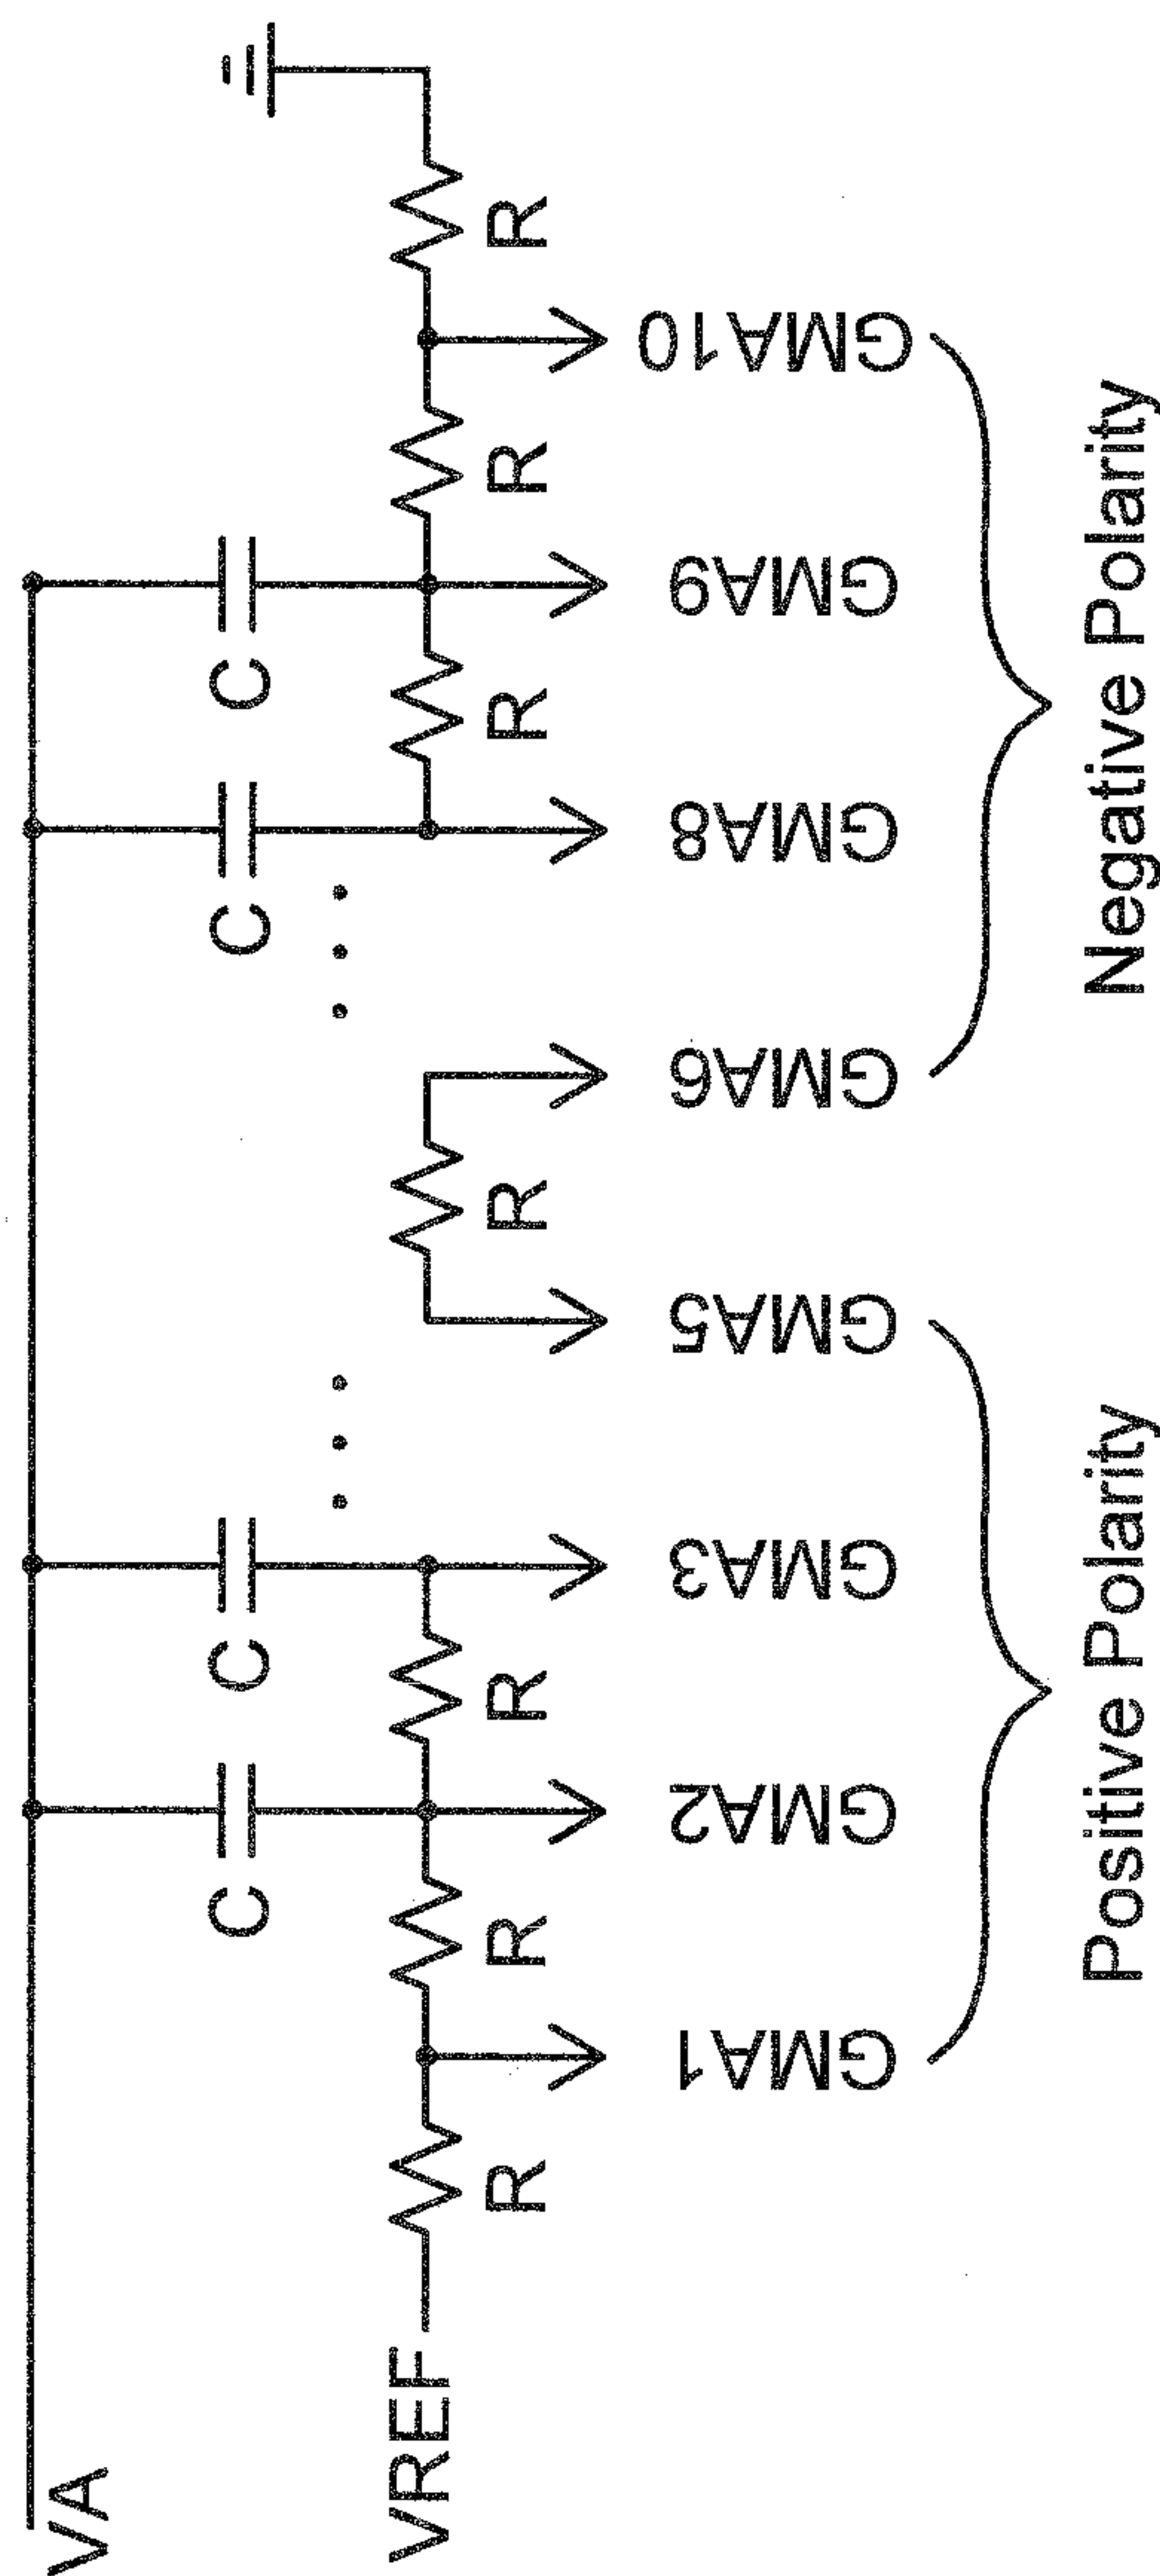 VA
C
C
C
C
VREF
R
R
R
R
R
R
R
GMA1
GMA2
GMA3
GMA5
GMA6
GMA8
GMA9
GMA10
Positive Polarity
Negative Polarity